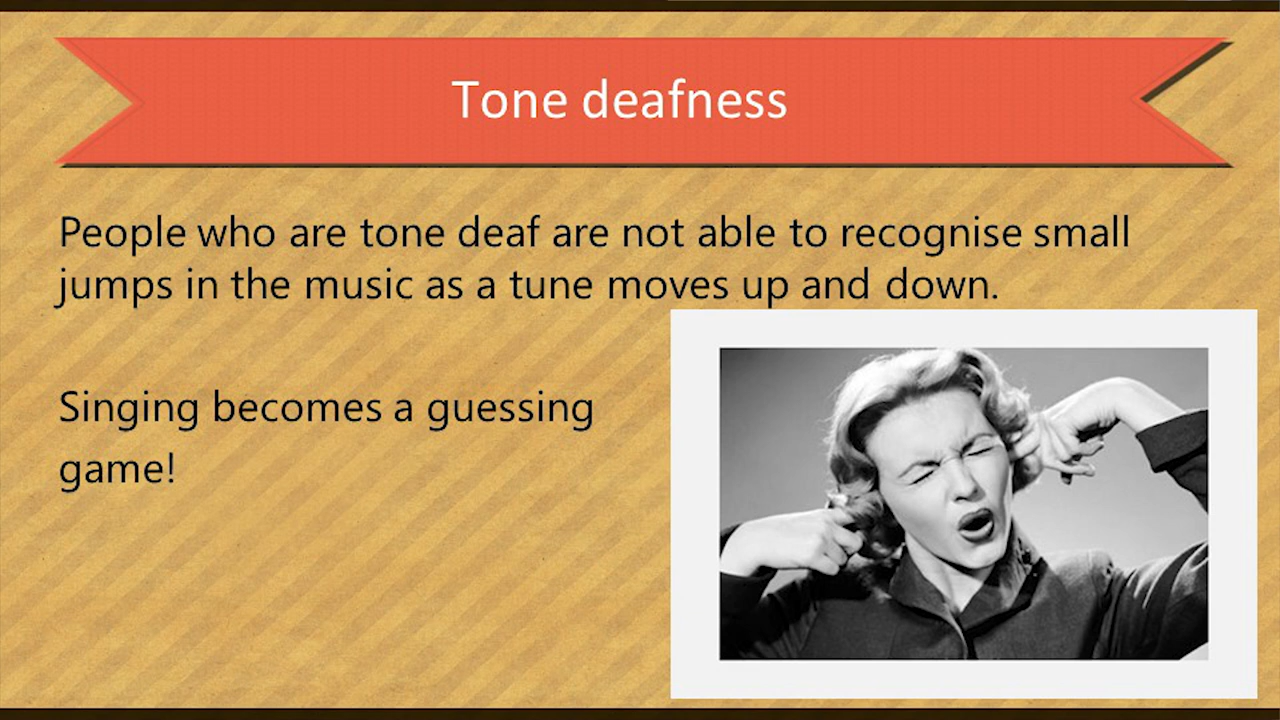 Tone deafness
People who are tone deaf are not able to recognise small
jumps in the music as a tune moves up and down.
Singing becomes a guessing
game!